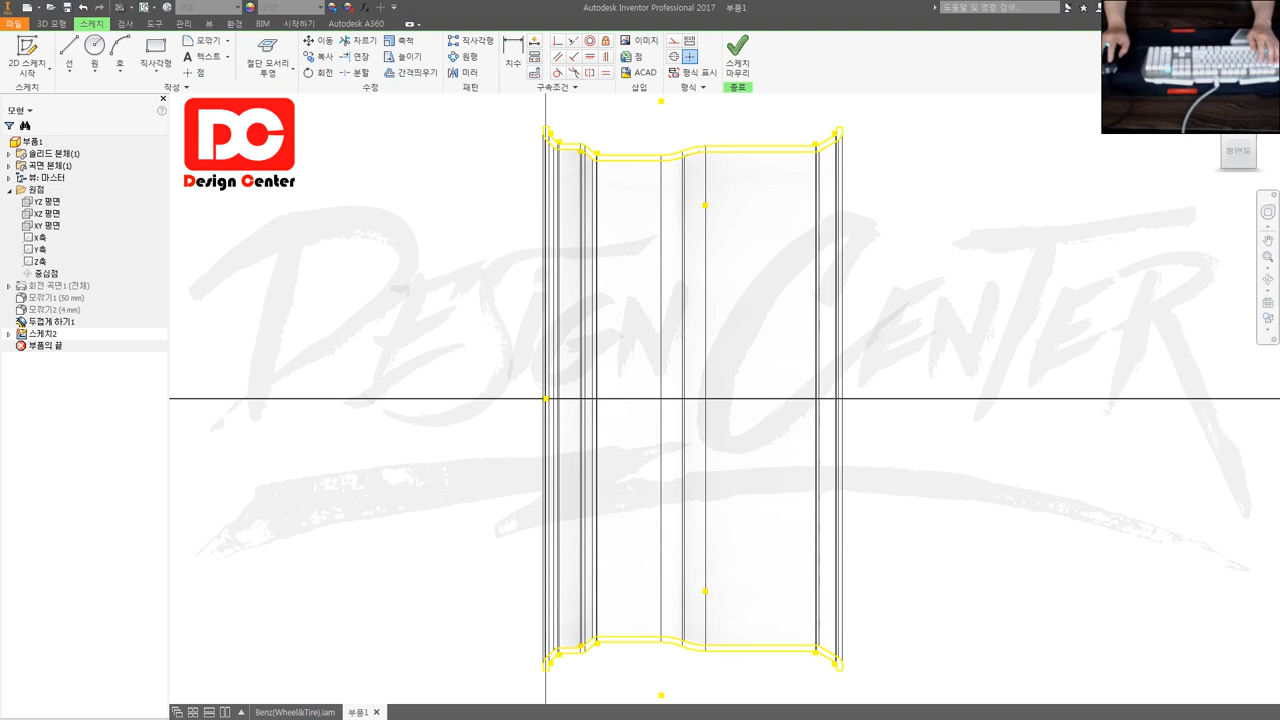 Autodesk Inventor Professional 2017 부품1
도움말 및 명령 검색...
파일 3D 모형 스케치 검사 도구 관리 뷰 환경 BIM 시작하기 Autodesk A360
2D 스케치 시작
선 원 호 직사각형
모깎기
텍스트
점
절단 모서리 투영
이동 자르기 축척
복사 연장 늘이기
회전 분할 간격띄우기
직사각형
원형
미러
치수
이미지
점
ACAD
형식 표시
스케치 마무리
스케치 작성 수정 패턴 구속조건 삽입 형식 종료
모형
DC
Design Center
부품1
솔리드 본체(1)
곡면 본체(1)
뷰: 마스터
원점
YZ 평면
XZ 평면
XY 평면
X축
Y축
Z축
중심점
회전 곡면1 (전체)
모깎기1 (50 mm)
모깎기2 (4 mm)
두껍게 하기1
스케치2
부품의 끝
정면도
DESIGN CENTER
Benz(Wheel&Tire).iam 부품1